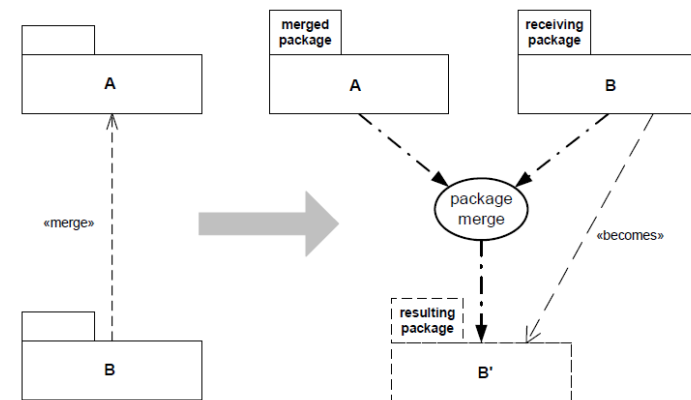 A
«merge»
B
merged
package
A
receiving
package
B
package
merge
«becomes»
resulting
package
B'